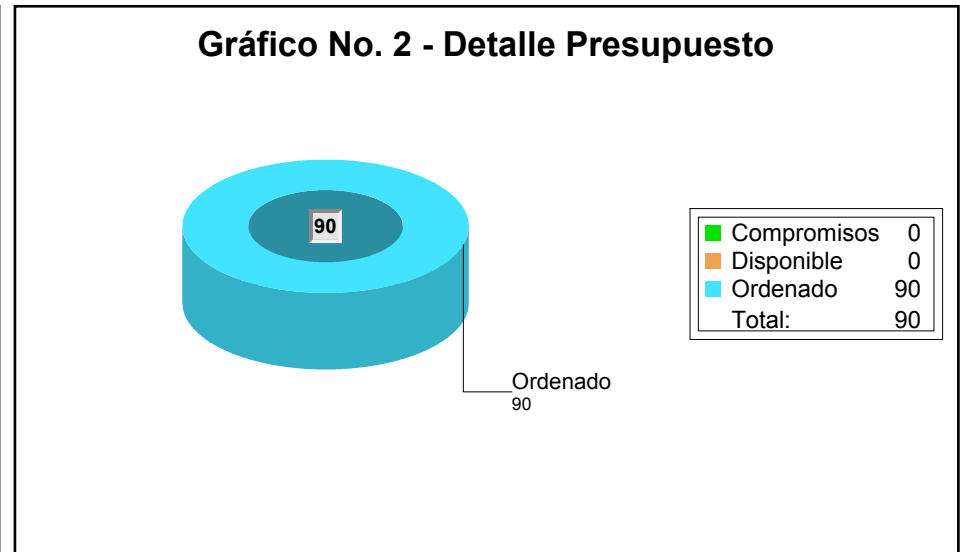 Gráfico No. 2 - Detalle Presupuesto
90
Compromisos 0
Disponible 0
Ordenado 90
Total: 90
Ordenado
90